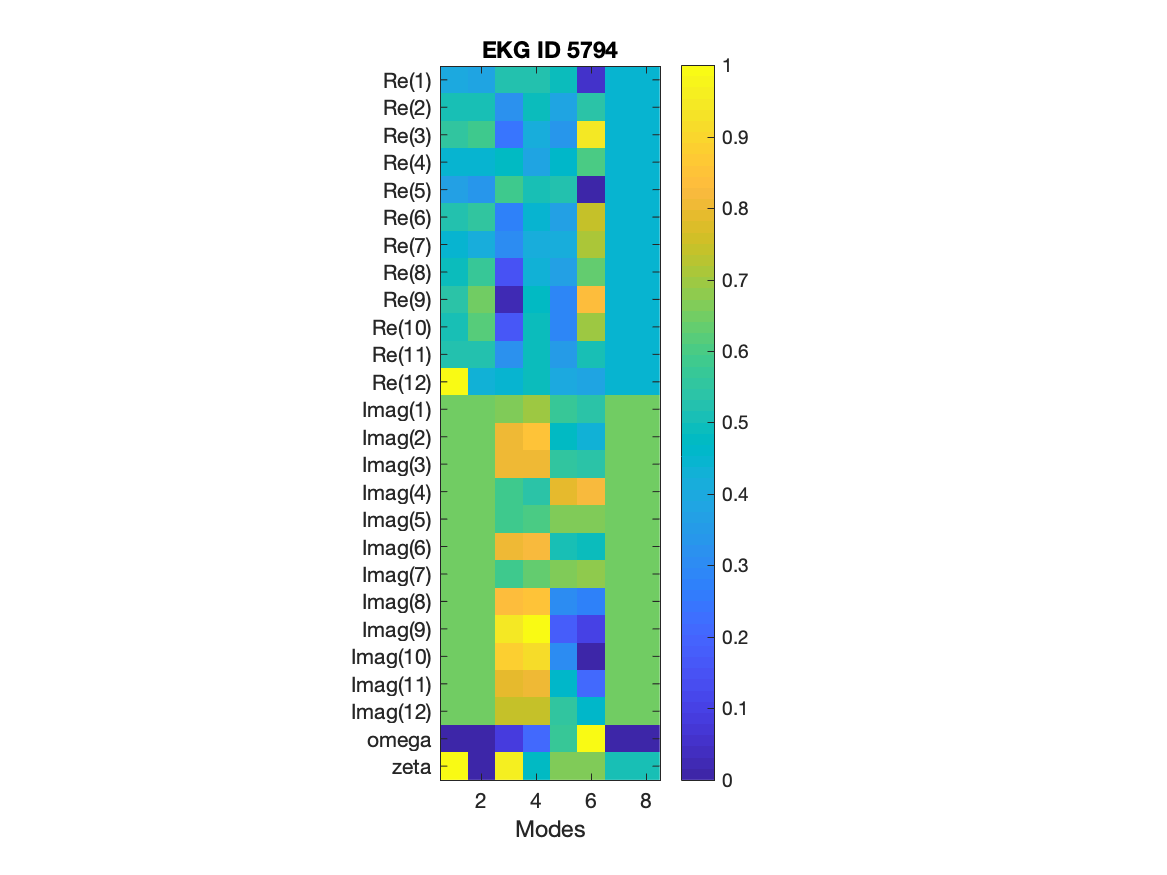 EKG ID 5794
Re(1)
Re(2)
Re(3)
Re(4)
Re(5)
Re(6)
Re(7)
Re(8)
Re(9)
Re(10)
Re(11)
Re(12)
Imag(1)
Imag(2)
Imag(3)
Imag(4)
Imag(5)
Imag(6)
Imag(7)
Imag(8)
Imag(9)
Imag(10)
Imag(11)
Imag(12)
omega
zeta
2 4 6 8
Modes
1
0.9
0.8
0.7
0.6
0.5
0.4
0.3
0.2
0.1
0